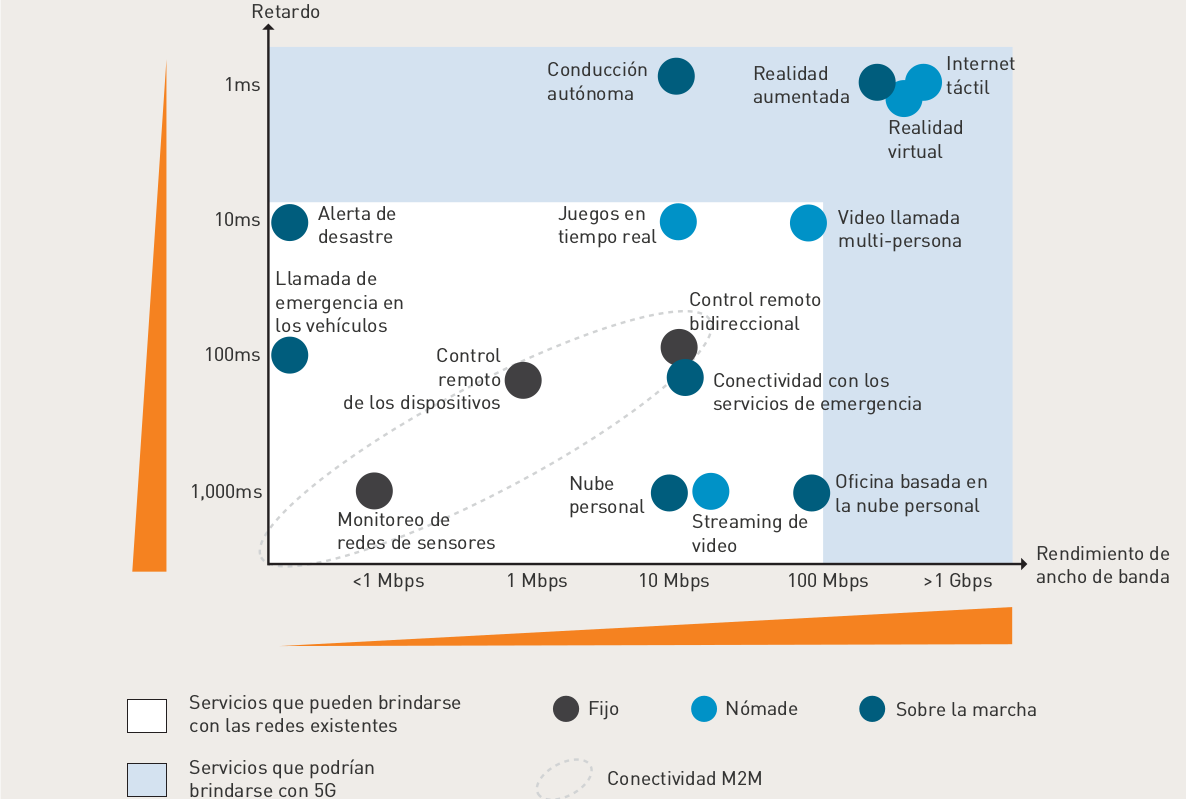 Retardo
1ms
Conducción
autónoma
Realidad
aumentada
Internet
táctil
Realidad
virtual
10ms
Alerta de
desastre
Juegos en
tiempo real
Video llamada
multi-persona
Llamada de
emergencia en
los vehículos
Control remoto
bidireccional
100ms
Control
remoto
de los dispositivos
Conectividad con los
servicios de emergencia
1,000ms
Monitoreo de
redes de sensores
Nube
personal
Streaming de
video
Oficina basada en
la nube personal
Rendimiento de
ancho de banda
<1 Mbps
1 Mbps
10 Mbps
100 Mbps
>1 Gbps
Servicios que pueden brindarse
con las redes existentes
Fijo
Nómade
Sobre la marcha
Servicios que podrían
brindarse con 5G
Conectividad M2M